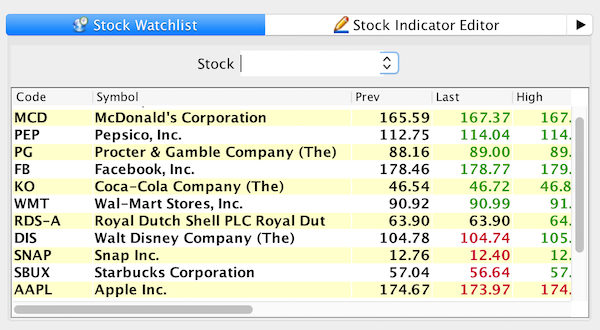 Stock Watchlist Stock Indicator Editor
Stock
Code Symbol Prev Last High
MCD McDonald's Corporation 165.59 167.37 167.
PEP Pepsico, Inc. 112.75 114.04 114.
PG Procter & Gamble Company (The) 88.16 89.00 89.
FB Facebook, Inc. 178.46 178.77 179.
KO Coca-Cola Company (The) 46.54 46.72 46.8
WMT Wal-Mart Stores, Inc. 90.92 90.99 91.
RDS-A Royal Dutch Shell PLC Royal Dut 63.90 63.90 64.
DIS Walt Disney Company (The) 104.78 104.74 105.
SNAP Snap Inc. 12.76 12.40 12.
SBUX Starbucks Corporation 57.04 56.64 57.
AAPL Apple Inc. 174.67 173.97 174.